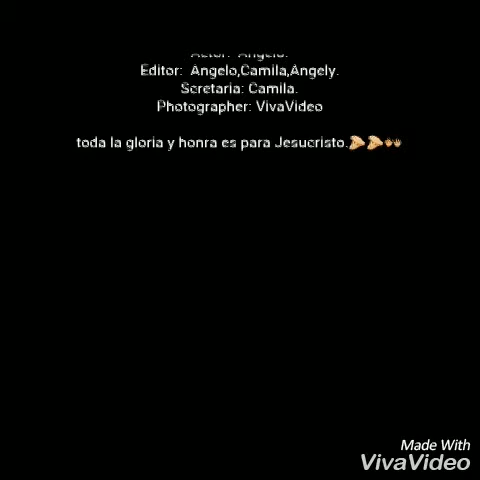 Editor: Angelo,Camila,Angely.
Scretaria: Camila.
Photographer: VivaVideo
toda la gloria y honra es para Jesucristo.
Made With
VivaVideo